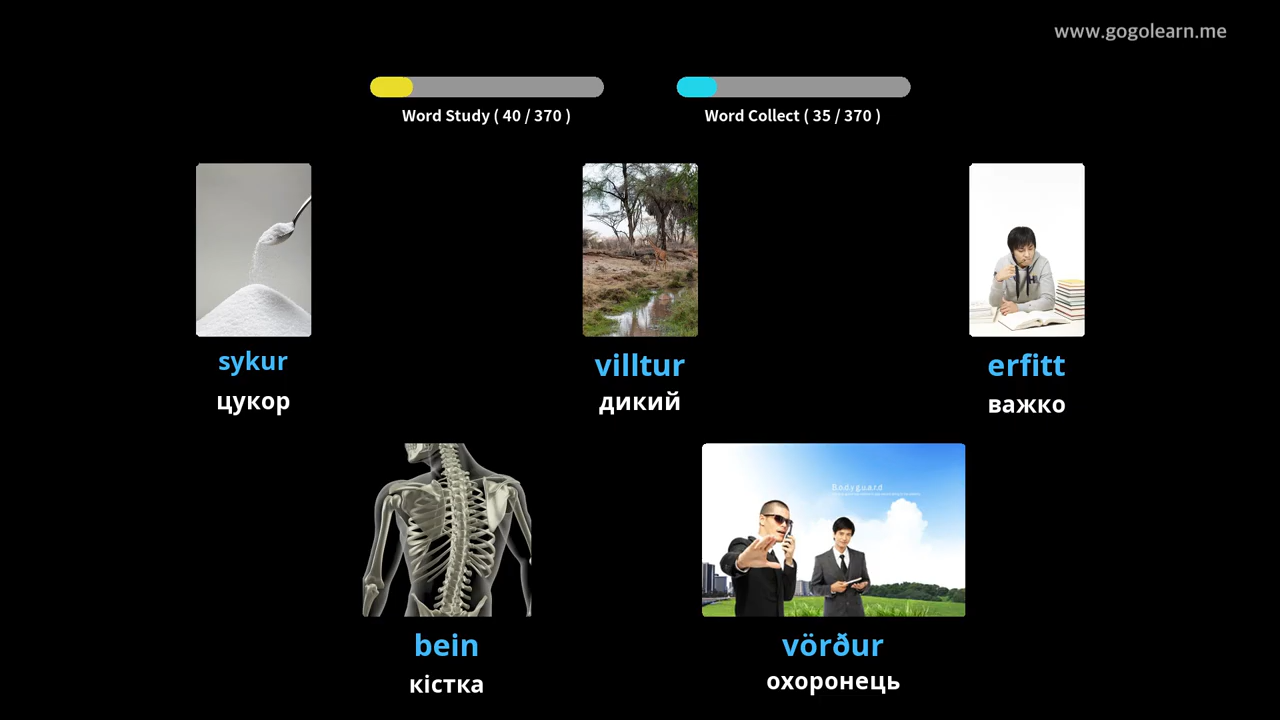 www.gogolearn.me
Word Study ( 40 / 370 )
Word Collect ( 35 / 370 )
sykur
цукор
villtur
дикий
erfitt
важко
Bodyguard
bein
кістка
vörður
охоронець